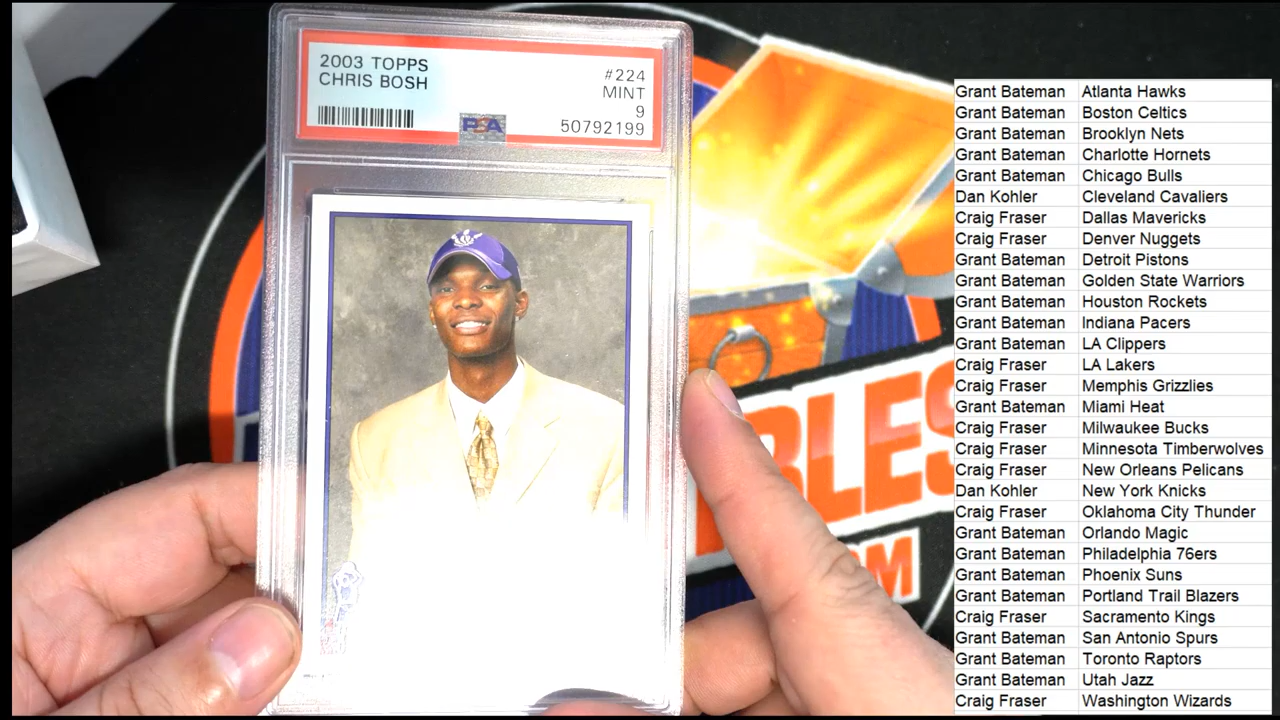 2003 TOPPS
CHRIS BOSH
#224
MINT
9
50792199
PSA
BLES
OM
Grant Bateman Atlanta Hawks
Grant Bateman Boston Celtics
Grant Bateman Brooklyn Nets
Grant Bateman Charlotte Hornets
Grant Bateman Chicago Bulls
Dan Kohler Cleveland Cavaliers
Craig Fraser Dallas Mavericks
Craig Fraser Denver Nuggets
Grant Bateman Detroit Pistons
Grant Bateman Golden State Warriors
Grant Bateman Houston Rockets
Grant Bateman Indiana Pacers
Grant Bateman LA Clippers
Craig Fraser LA Lakers
Craig Fraser Memphis Grizzlies
Grant Bateman Miami Heat
Craig Fraser Milwaukee Bucks
Craig Fraser Minnesota Timberwolves
Craig Fraser New Orleans Pelicans
Dan Kohler New York Knicks
Craig Fraser Oklahoma City Thunder
Grant Bateman Orlando Magic
Grant Bateman Philadelphia 76ers
Grant Bateman Phoenix Suns
Grant Bateman Portland Trail Blazers
Craig Fraser Sacramento Kings
Grant Bateman San Antonio Spurs
Grant Bateman Toronto Raptors
Grant Bateman Utah Jazz
Craig Fraser Washington Wizards